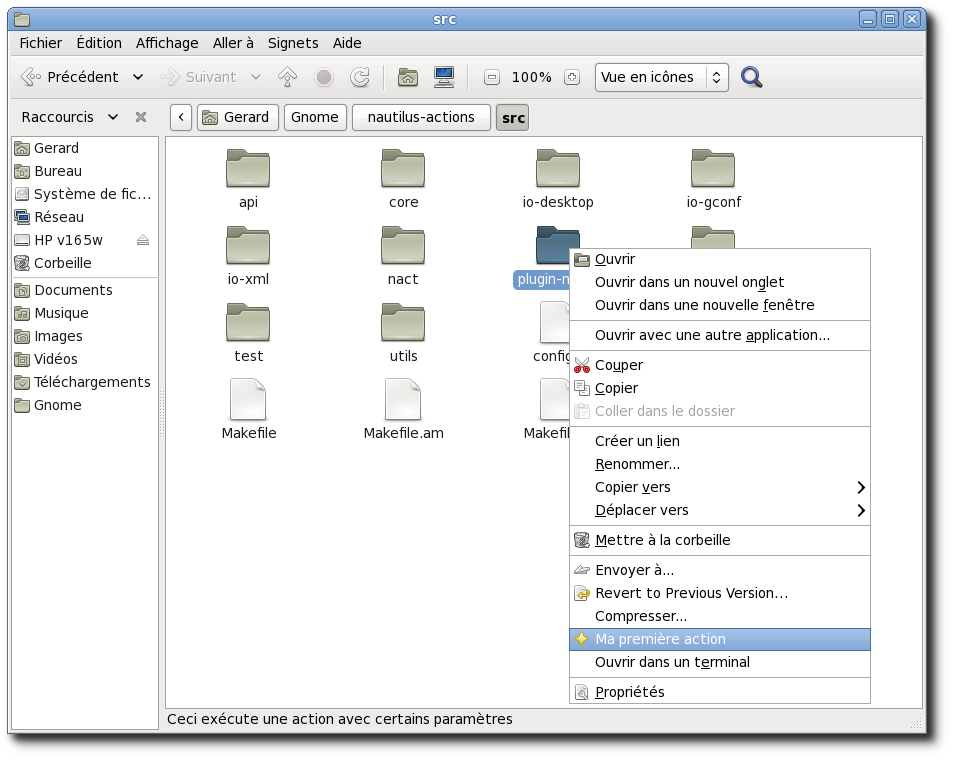 src
Fichier Édition Affichage Aller à Signets Aide
Précédent Suivant 100% Vue en icônes
Raccourcis Gerard Gnome nautilus-actions src
Gerard
Bureau
Système de fic...
Réseau
HP v165w
Corbeille
Documents
Musique
Images
Vidéos
Téléchargements
Gnome
api core io-desktop io-gconf
io-xml nact plugin-n
test utils config
Makefile Makefile.am Makefil
Ouvrir
Ouvrir dans un nouvel onglet
Ouvrir dans une nouvelle fenêtre
Ouvrir avec une autre application...
Couper
Copier
Coller dans le dossier
Créer un lien
Renommer...
Copier vers
Déplacer vers
Mettre à la corbeille
Envoyer à...
Revert to Previous Version...
Compresser...
Ma première action
Ouvrir dans un terminal
Propriétés
Ceci exécute une action avec certains paramètres